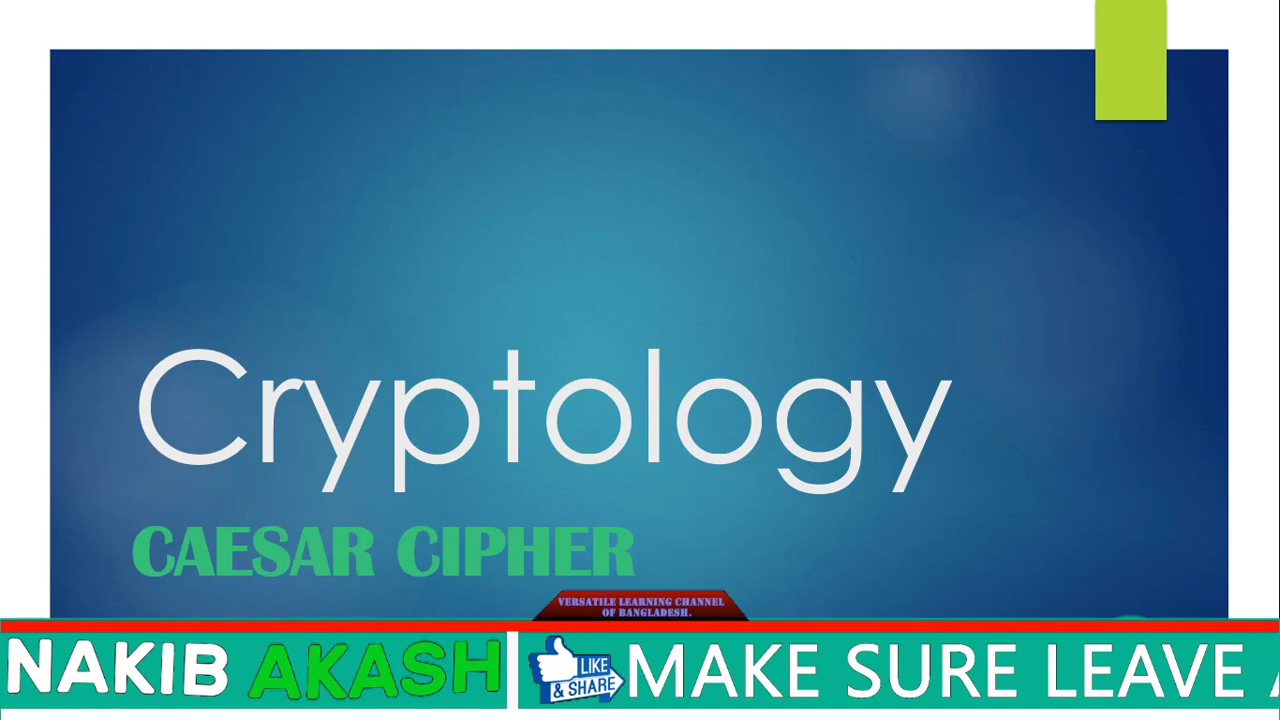 Cryptology
CAESAR CIPHER
VERSATILE LEARNING CHANNEL
OF BANGLADESH.
NAKIB AKASH
LIKE
& SHARE
MAKE SURE LEAVE